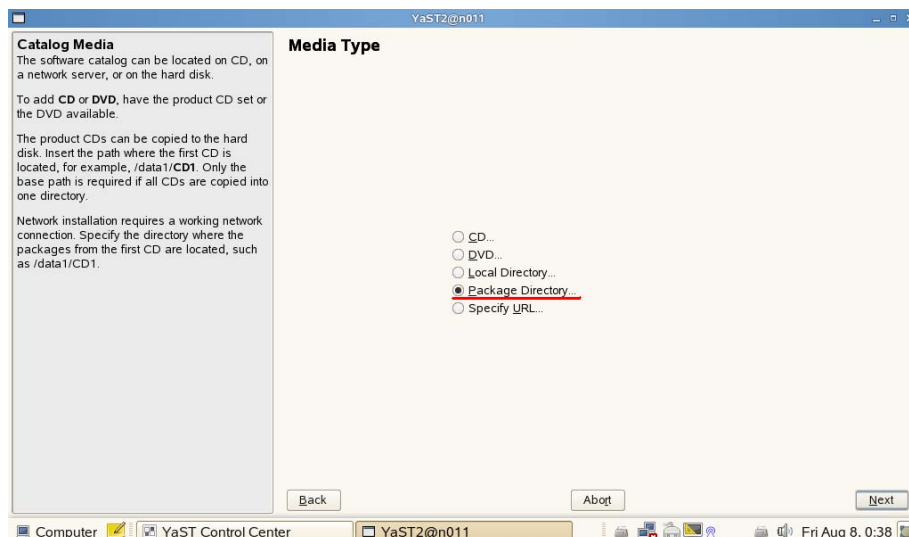 YaST2@n011
Catalog Media
The software catalog can be located on CD, on
a network server, or on the hard disk.
To add CD or DVD, have the product CD set or
the DVD available.
The product CDs can be copied to the hard
disk. Insert the path where the first CD is
located, for example, /data1/CD1. Only the
base path is required if all CDs are copied into
one directory.
Network installation requires a working network
connection. Specify the directory where the
packages from the first CD are located, such
as /data1/CD1.
Media Type
CD...
DVD...
Local Directory...
Package Directory...
Specify URL...
Back
Abort
Next
Computer
YaST Control Center
YaST2@n011
Fri Aug 8, 0:38